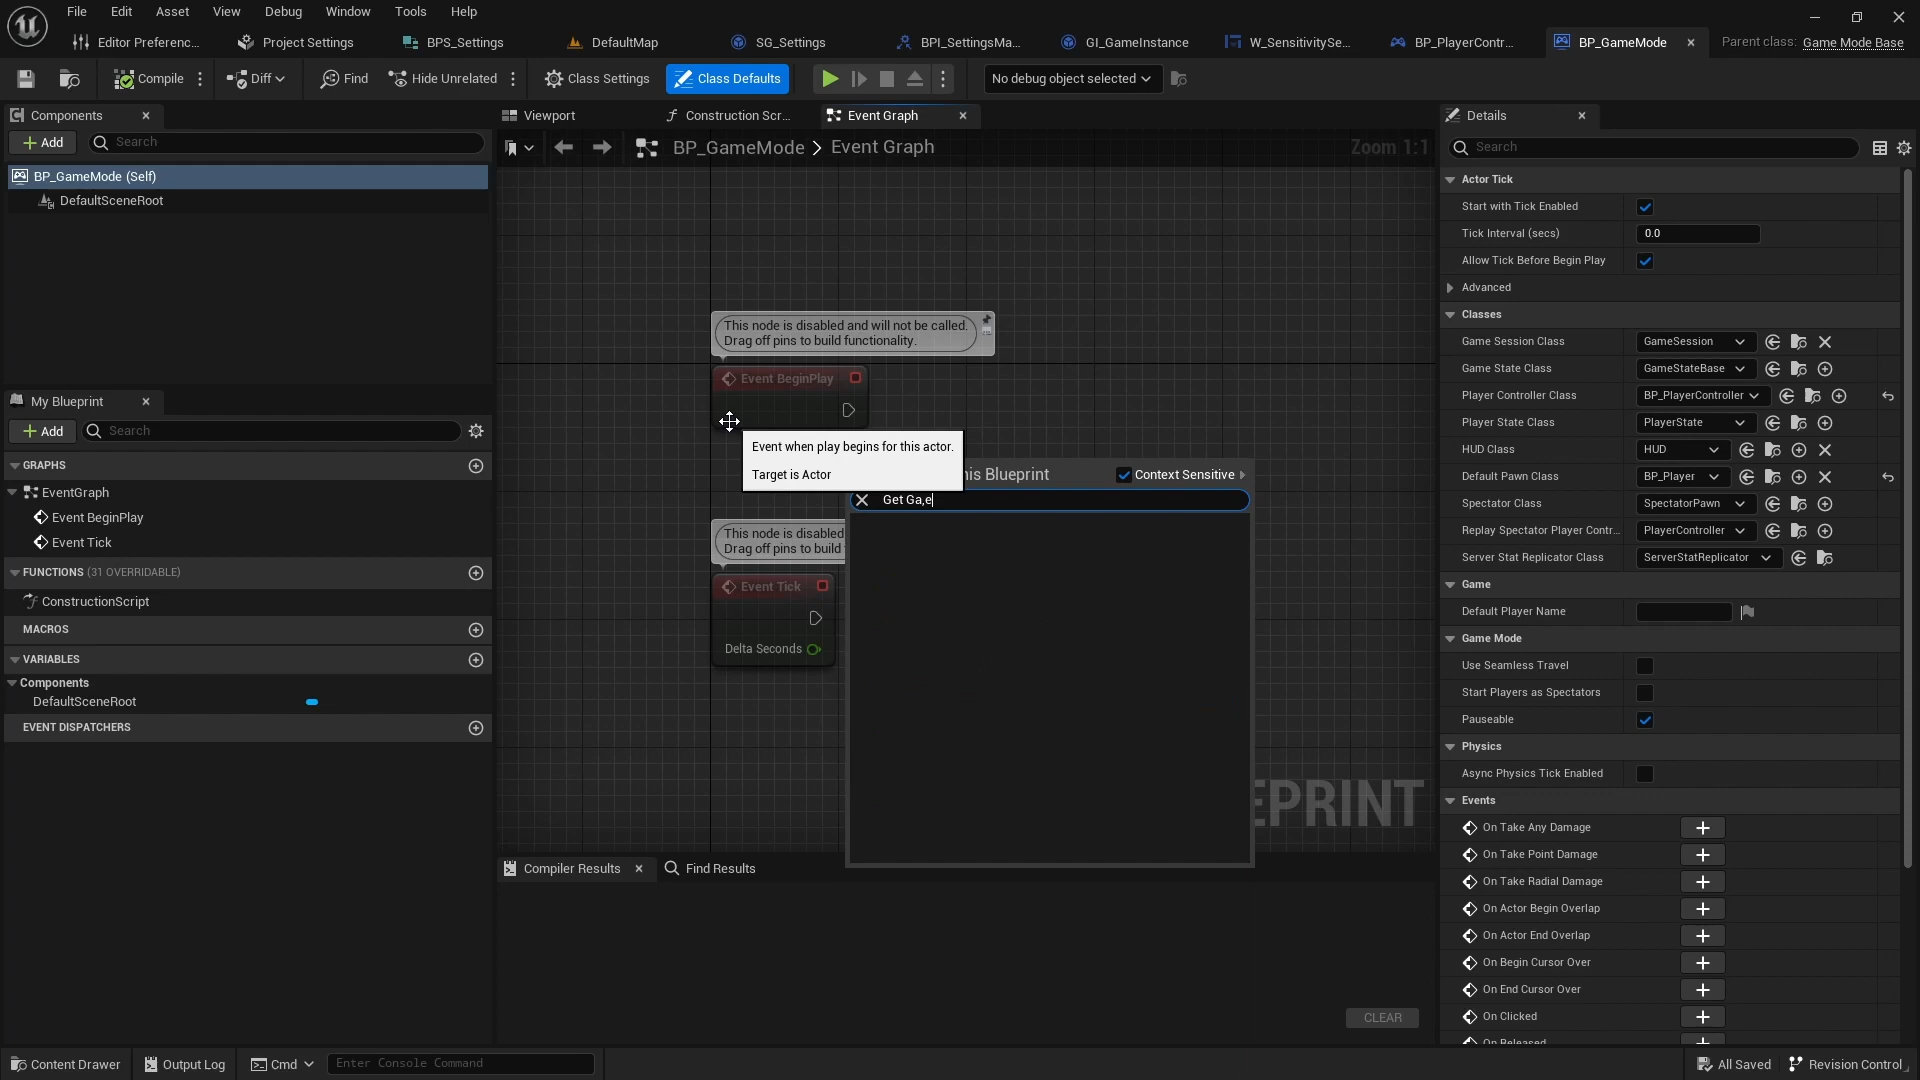 File Edit Asset View Debug Window Tools Help
Editor Preferenc... Project Settings BPS_Settings DefaultMap SG_Settings BPI_SettingsMa... GI_GameInstance W_SensitivitySe... BP_PlayerContr... BP_GameMode Parent class: Game Mode Base
Compile Diff Find Hide Unrelated Class Settings Class Defaults No debug object selected
Components
Add Search
BP_GameMode (Self)
DefaultSceneRoot
My Blueprint
Add Search
GRAPHS
EventGraph
Event BeginPlay
Event Tick
FUNCTIONS (31 OVERRIDABLE)
ConstructionScript
MACROS
VARIABLES
Components
DefaultSceneRoot
EVENT DISPATCHERS
Viewport Construction Scr... Event Graph
BP_GameMode > Event Graph Zoom 1:1
This node is disabled and will not be called.
Drag off pins to build functionality.
Event BeginPlay
Event when play begins for this actor.
Target is Actor
his Blueprint Context Sensitive
Get Ga,e
This node is disabled
Drag off pins to build
Event Tick
Delta Seconds
EPRINT
Compiler Results Find Results
CLEAR
Details
Search
Actor Tick
Start with Tick Enabled
Tick Interval (secs) 0.0
Allow Tick Before Begin Play
Advanced
Classes
Game Session Class GameSession
Game State Class GameStateBase
Player Controller Class BP_PlayerController
Player State Class PlayerState
HUD Class HUD
Default Pawn Class BP_Player
Spectator Class SpectatorPawn
Replay Spectator Player Contr... PlayerController
Server Stat Replicator Class ServerStatReplicator
Game
Default Player Name
Game Mode
Use Seamless Travel
Start Players as Spectators
Pauseable
Physics
Async Physics Tick Enabled
Events
On Take Any Damage
On Take Point Damage
On Take Radial Damage
On Actor Begin Overlap
On Actor End Overlap
On Begin Cursor Over
On End Cursor Over
On Clicked
On Released
Content Drawer Output Log Cmd Enter Console Command All Saved Revision Control